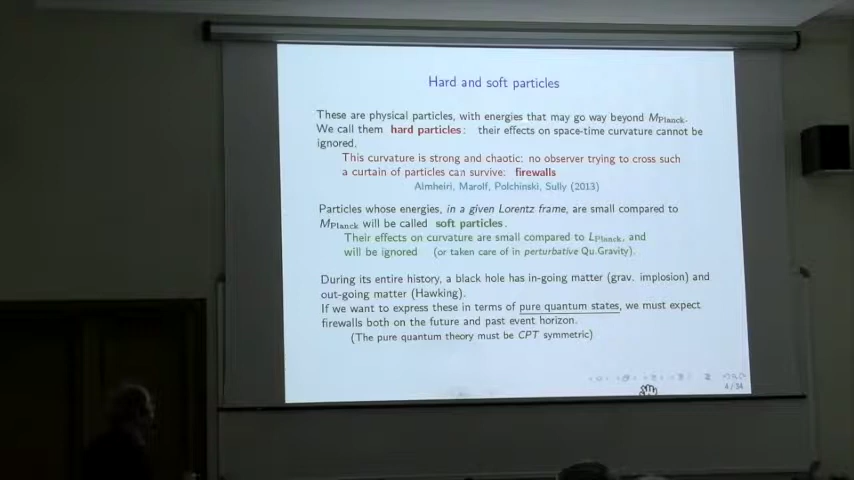 Hard and soft particles
These are physical particles, with energies that may go way beyond MPlanck.
We call them hard particles: their effects on space-time curvature cannot be
ignored.
This curvature is strong and chaotic: no observer trying to cross such
a curtain of particles can survive: firewalls
Almheiri, Marolf, Polchinski, Sully (2013)
Particles whose energies, in a given Lorentz frame, are small compared to
MPlanck will be called soft particles.
Their effects on curvature are small compared to LPlanck, and
will be ignored (or taken care of in perturbative Qu.Gravity).
During its entire history, a black hole has in-going matter (grav. implosion) and
out-going matter (Hawking).
If we want to express these in terms of pure quantum states, we must expect
firewalls both on the future and past event horizon.
(The pure quantum theory must be CPT symmetric)
4/34